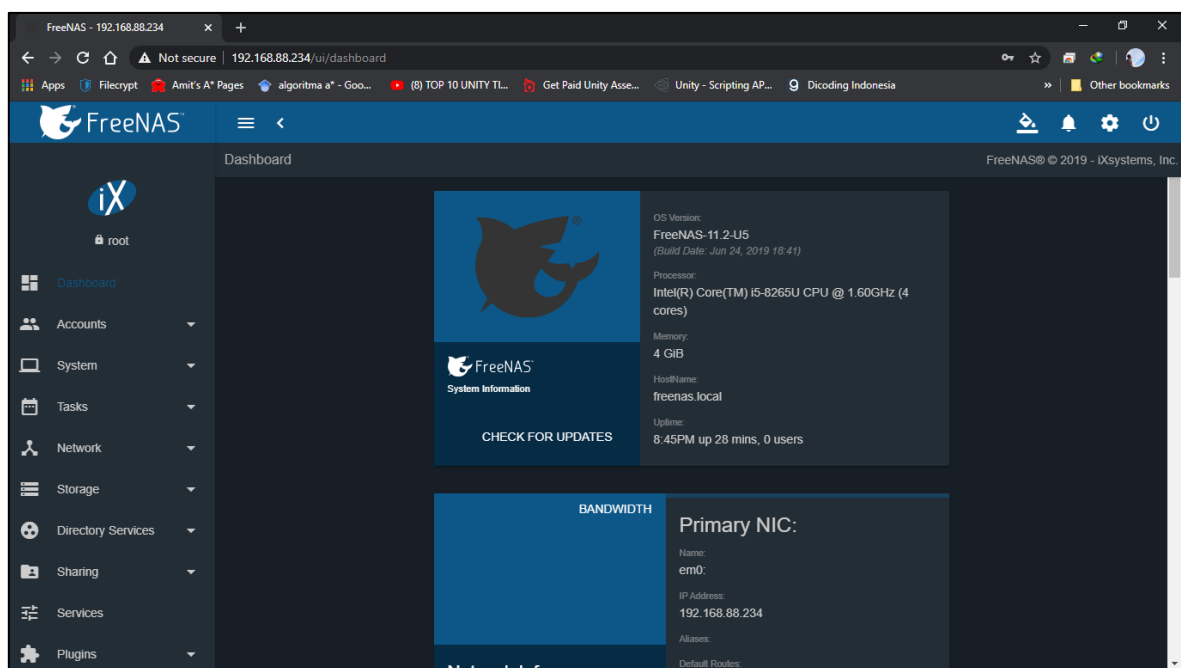 FreeNAS - 192.168.88.234
Not secure | 192.168.88.234/ui/dashboard
Apps Filecrypt Amit's A* Pages algoritma a* - Goo... (8) TOP 10 UNITY TI... Get Paid Unity Asse... Unity - Scripting AP... Dicoding Indonesia » Other bookmarks
FreeNAS
Dashboard FreeNAS® © 2019 - iXsystems, Inc.
iX
root
Dashboard
Accounts
System
Tasks
Network
Storage
Directory Services
Sharing
Services
Plugins
FreeNAS
System Information
CHECK FOR UPDATES
OS Version:
FreeNAS-11.2-U5
(Build Date: Jun 24, 2019 18:41)
Processor:
Intel(R) Core(TM) i5-8265U CPU @ 1.60GHz (4
cores)
Memory:
4 GiB
HostName:
freenas.local
Uptime:
8:45PM up 28 mins, 0 users
BANDWIDTH
Primary NIC:
Name:
em0:
IP Address:
192.168.88.234
Aliases:
Default Routes: